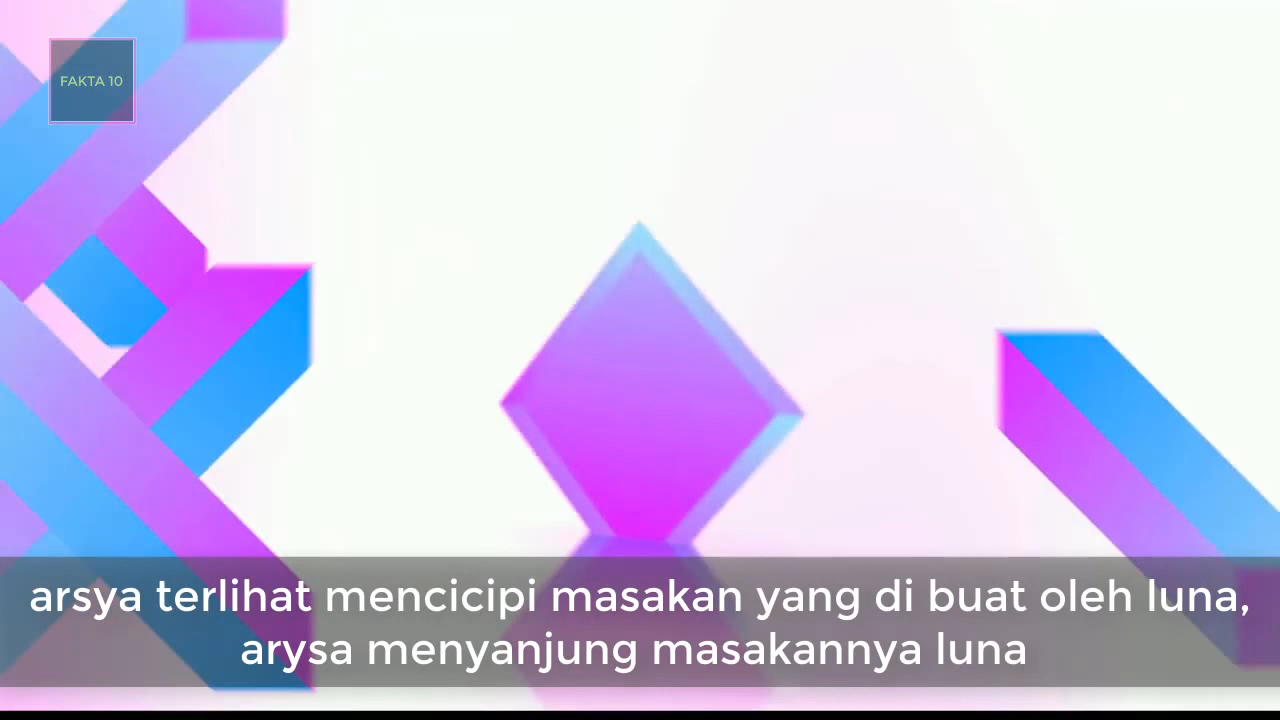 FAKTA 10
arsya terlihat mencicipi masakan yang di buat oleh luna,
arysa menyanjung masakannya luna